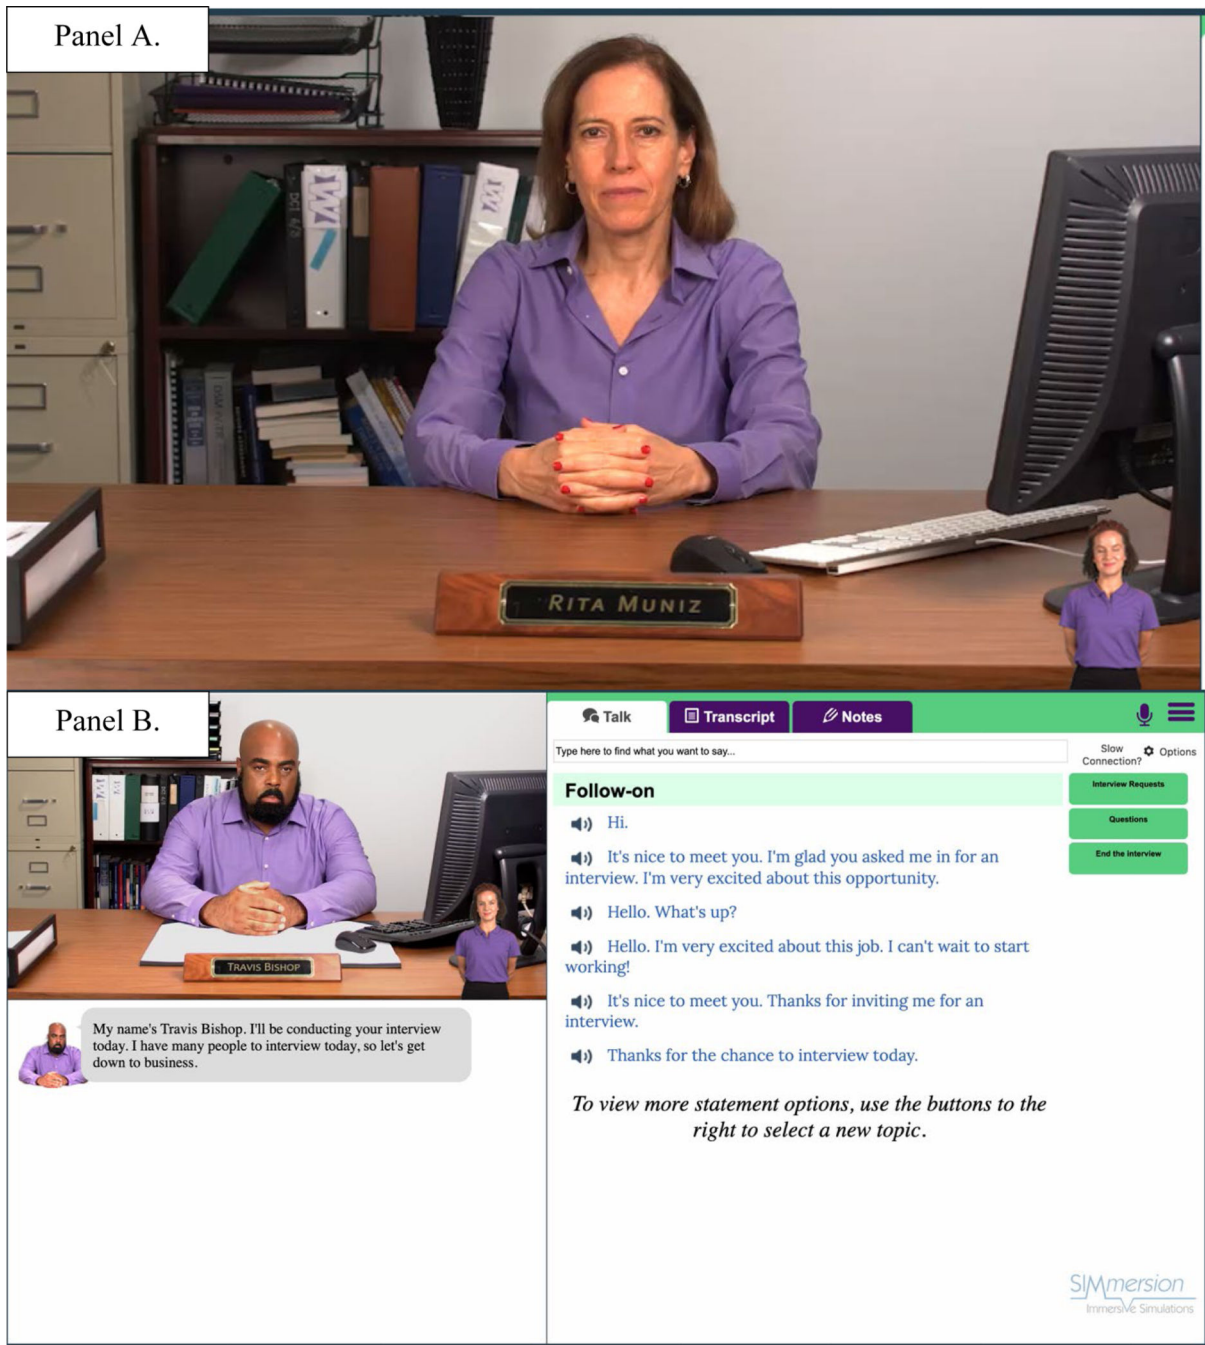 Panel A.
RITA MUNIZ
Panel B.
TRAVIS BISHOP
My name's Travis Bishop. I'll be conducting your interview
today. I have many people to interview today, so let's get
down to business.
Talk
Transcript
Notes
Type here to find what you want to say...
Slow
Connection?
Options
Follow-on
Hi.
It's nice to meet you. I'm glad you asked me in for an
interview. I'm very excited about this opportunity.
Hello. What's up?
Hello. I'm very excited about this job. I can't wait to start
working!
It's nice to meet you. Thanks for inviting me for an
interview.
Thanks for the chance to interview today.
To view more statement options, use the buttons to the
right to select a new topic.
Interview Requests
Questions
End the interview
SIMmersion
Immersive Simulations